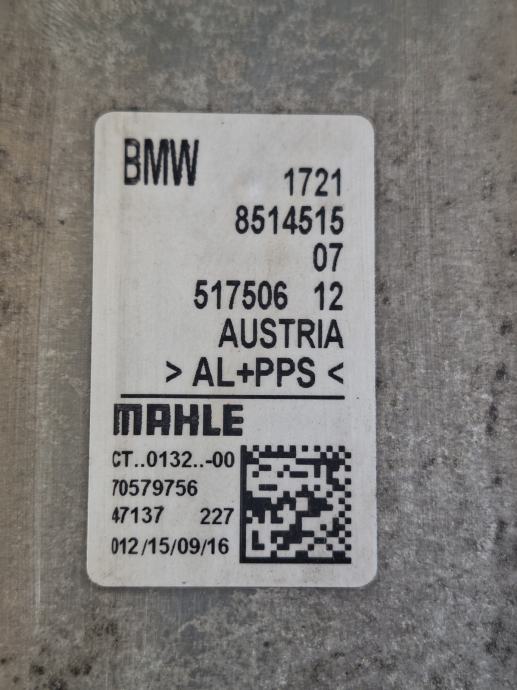 BMW 1721
8514515
07
517506 12
AUSTRIA
> AL+PPS <
MAHLE
CT..0132..-00
70579756
47137 227
012/15/09/16